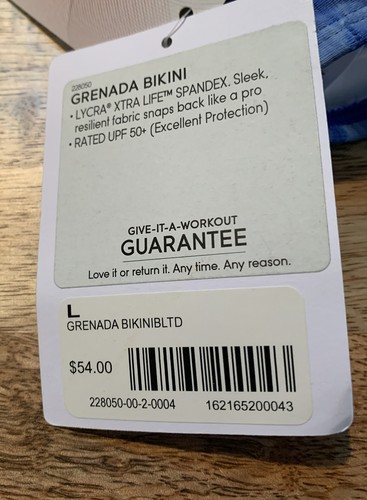 228050
GRENADA BIKINI
• LYCRA® XTRA LIFE™ SPANDEX. Sleek,
resilient fabric snaps back like a pro
• RATED UPF 50+ (Excellent Protection)
GIVE-IT-A-WORKOUT
GUARANTEE
Love it or return it. Any time. Any reason.
L
GRENADA BIKINIBLTD
$54.00
228050-00-2-0004 162165200043